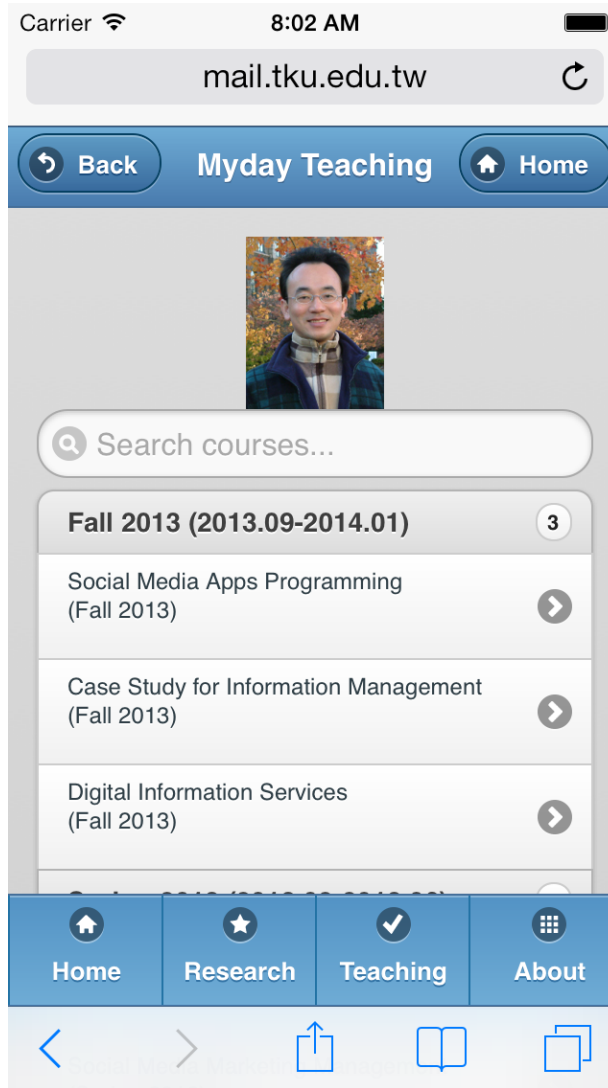 Carrier 8:02 AM
mail.tku.edu.tw
Back Myday Teaching Home
Search courses...
Fall 2013 (2013.09-2014.01) 3
Social Media Apps Programming
(Fall 2013)
Case Study for Information Management
(Fall 2013)
Digital Information Services
(Fall 2013)
Home Research Teaching About